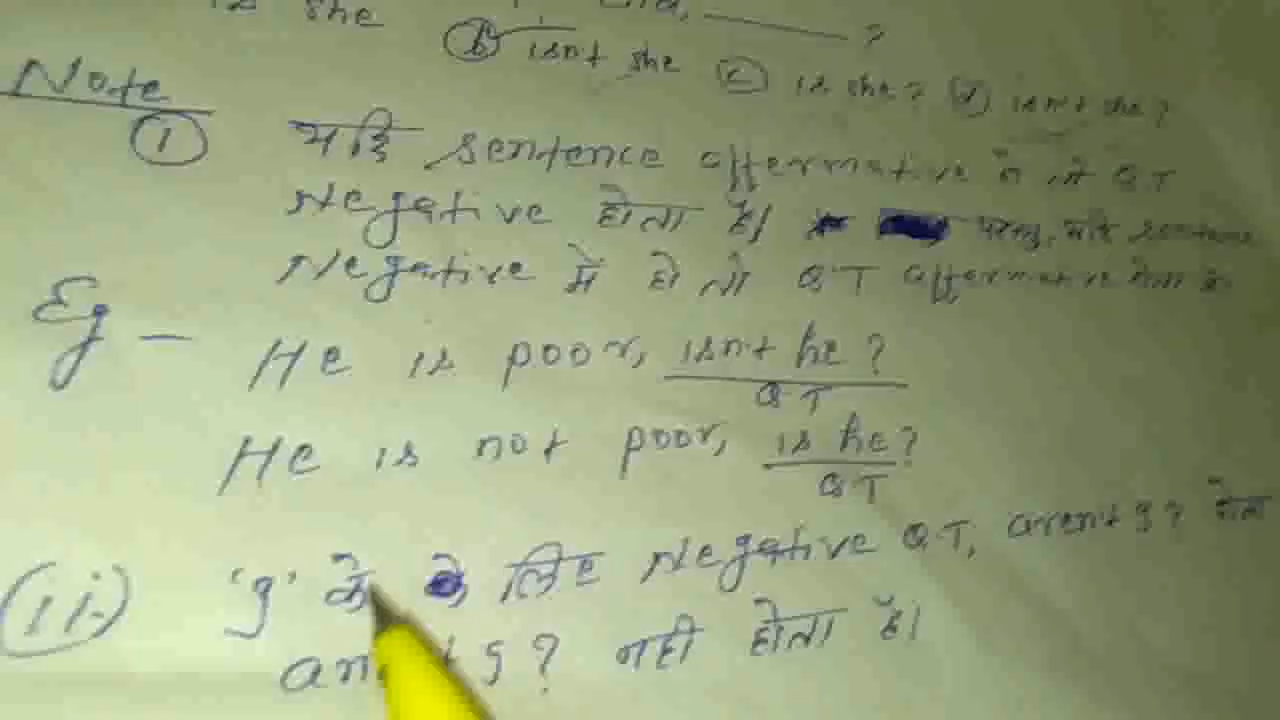 is she
(b) isn't she (c) is she? (d) isn't she?
Note
(1) यदि sentence affermative में हो QT
Negative होता है। परन्तु, यदि sentence
Negative में हो तो QT affermative होता है
Eg - He is poor, isn't he?
QT
He is not poor, is he?
QT
(ii) 'I' के लिए Negative QT, aren't I? होता
I? नही होता है।